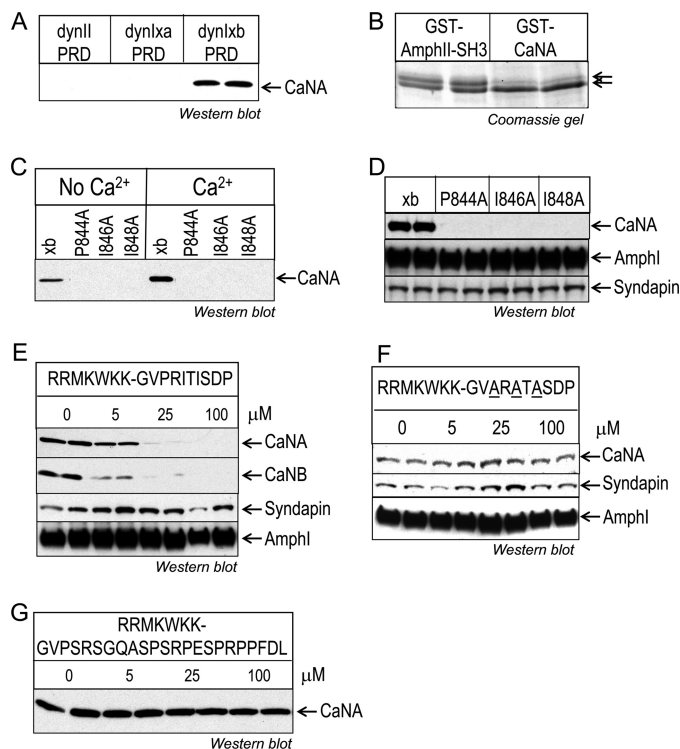 A
dynII PRD
dynIxa PRD
dynIxb PRD
CaNA
Western blot
B
GST-AmphII-SH3
GST-CaNA
Coomassie gel
C
No Ca2+
Ca2+
xb P844A I846A I848A xb P844A I846A I848A
CaNA
Western blot
D
xb P844A I846A I848A
CaNA
AmphI
Syndapin
Western blot
E
RRMKWKK-GVPRITISDP
0 5 25 100 μM
CaNA
CaNB
Syndapin
AmphI
Western blot
F
RRMKWKK-GVARATASDP
0 5 25 100 μM
CaNA
Syndapin
AmphI
Western blot
G
RRMKWKK-
GVPSRSGQASPSRPESPRPPFDL
0 5 25 100 μM
CaNA
Western blot